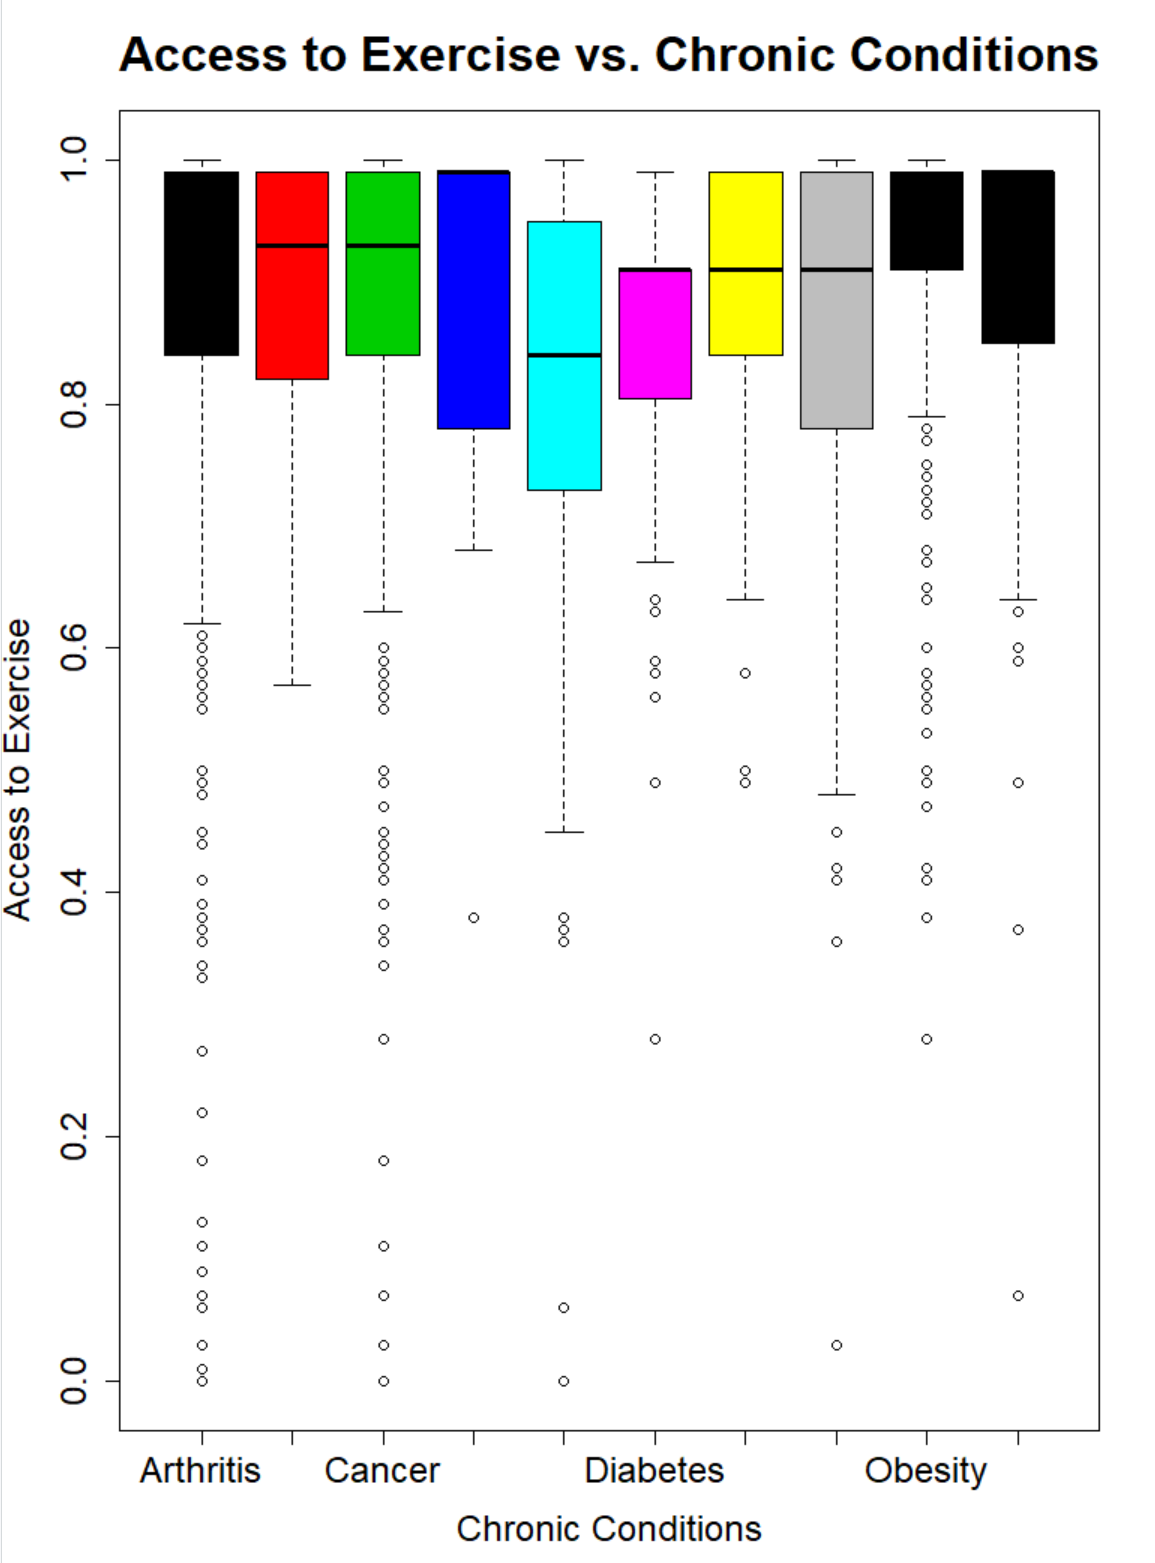 Access to Exercise vs. Chronic Conditions
1.0
0.8
0.6
0.4
0.2
0.0
Access to Exercise
Arthritis Cancer Diabetes Obesity
Chronic Conditions